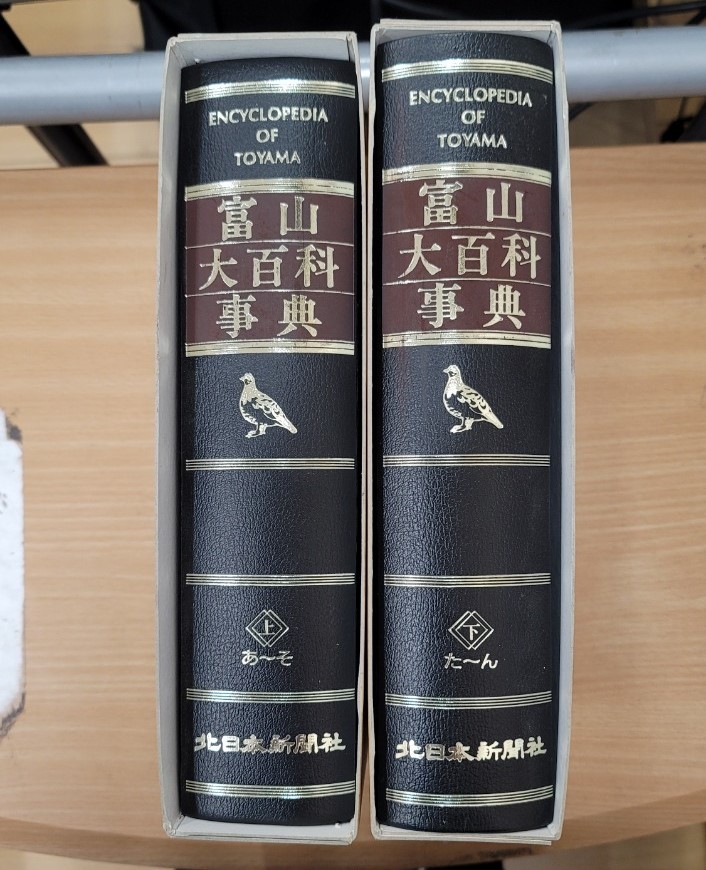 ENCYCLOPEDIA
OF
TOYAMA
富山
大百科
事典
上
あ〜そ
北日本新聞社
ENCYCLOPEDIA
OF
TOYAMA
富山
大百科
事典
下
た〜ん
北日本新聞社